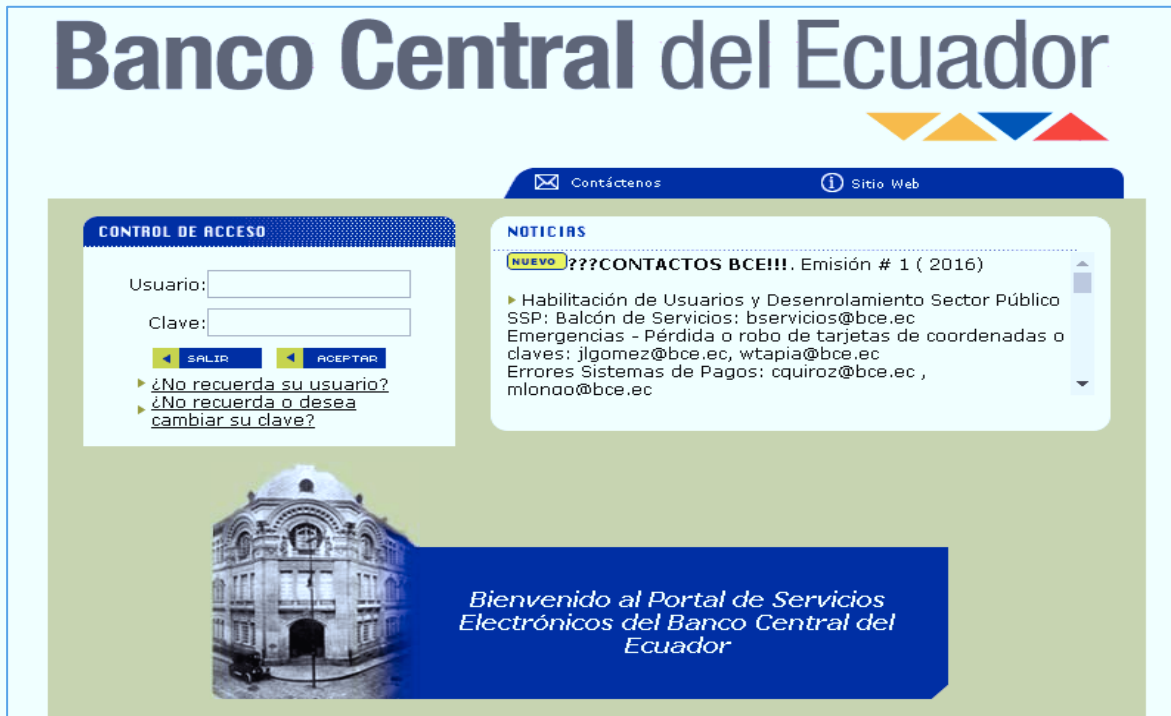 Banco Central del Ecuador
Contáctenos
Sitio Web
CONTROL DE ACCESO
Usuario:
Clave:
SALIR
ACEPTAR
¿No recuerda su usuario?
¿No recuerda o desea
cambiar su clave?
NOTICIAS
NUEVO ???CONTACTOS BCE!!!. Emisión # 1 ( 2016)
Habilitación de Usuarios y Desenrolamiento Sector Público
SSP: Balcón de Servicios: bservicios@bce.ec
Emergencias - Pérdida o robo de tarjetas de coordenadas o
claves: jlgomez@bce.ec, wtapia@bce.ec
Errores Sistemas de Pagos: cquiroz@bce.ec ,
mlongo@bce.ec
Bienvenido al Portal de Servicios
Electrónicos del Banco Central del
Ecuador